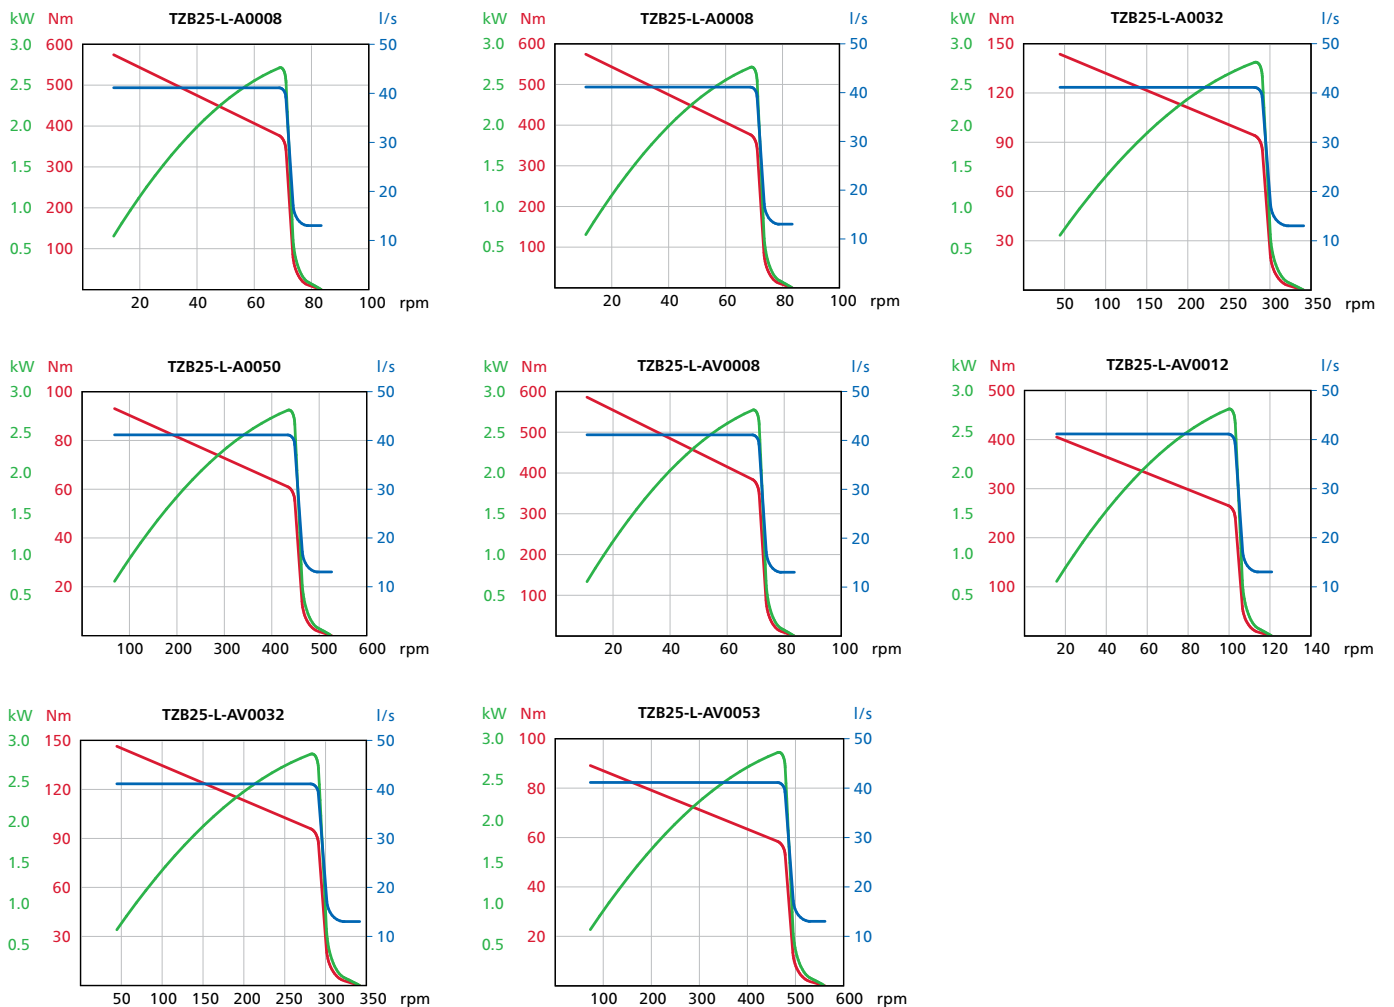 kW Nm TZB25-L-A0008 l/s
3.0 600 50
2.5 500 40
2.0 400 30
1.5 300 20
1.0 200 10
0.5 100
20 40 60 80 100 rpm
kW Nm TZB25-L-A0008 l/s
3.0 600 50
2.5 500 40
2.0 400 30
1.5 300 20
1.0 200 10
0.5 100
20 40 60 80 100 rpm
kW Nm TZB25-L-A0032 l/s
3.0 150 50
2.5 120 40
2.0 90 30
1.5 60 20
1.0 30 10
0.5
50 100 150 200 250 300 350 rpm
kW Nm TZB25-L-A0050 l/s
3.0 100 50
2.5 80 40
2.0 60 30
1.5 40 20
1.0 20 10
0.5
100 200 300 400 500 600 rpm
kW Nm TZB25-L-AV0008 l/s
3.0 600 50
2.5 500 40
2.0 400 30
1.5 300 20
1.0 200 10
0.5 100
20 40 60 80 100 rpm
kW Nm TZB25-L-AV0012 l/s
3.0 500 50
2.5 400 40
2.0 300 30
1.5 200 20
1.0 100 10
0.5
20 40 60 80 100 120 140 rpm
kW Nm TZB25-L-AV0032 l/s
3.0 150 50
2.5 120 40
2.0 90 30
1.5 60 20
1.0 30 10
0.5
50 100 150 200 250 300 350 rpm
kW Nm TZB25-L-AV0053 l/s
3.0 100 50
2.5 80 40
2.0 60 30
1.5 40 20
1.0 20 10
0.5
100 200 300 400 500 600 rpm